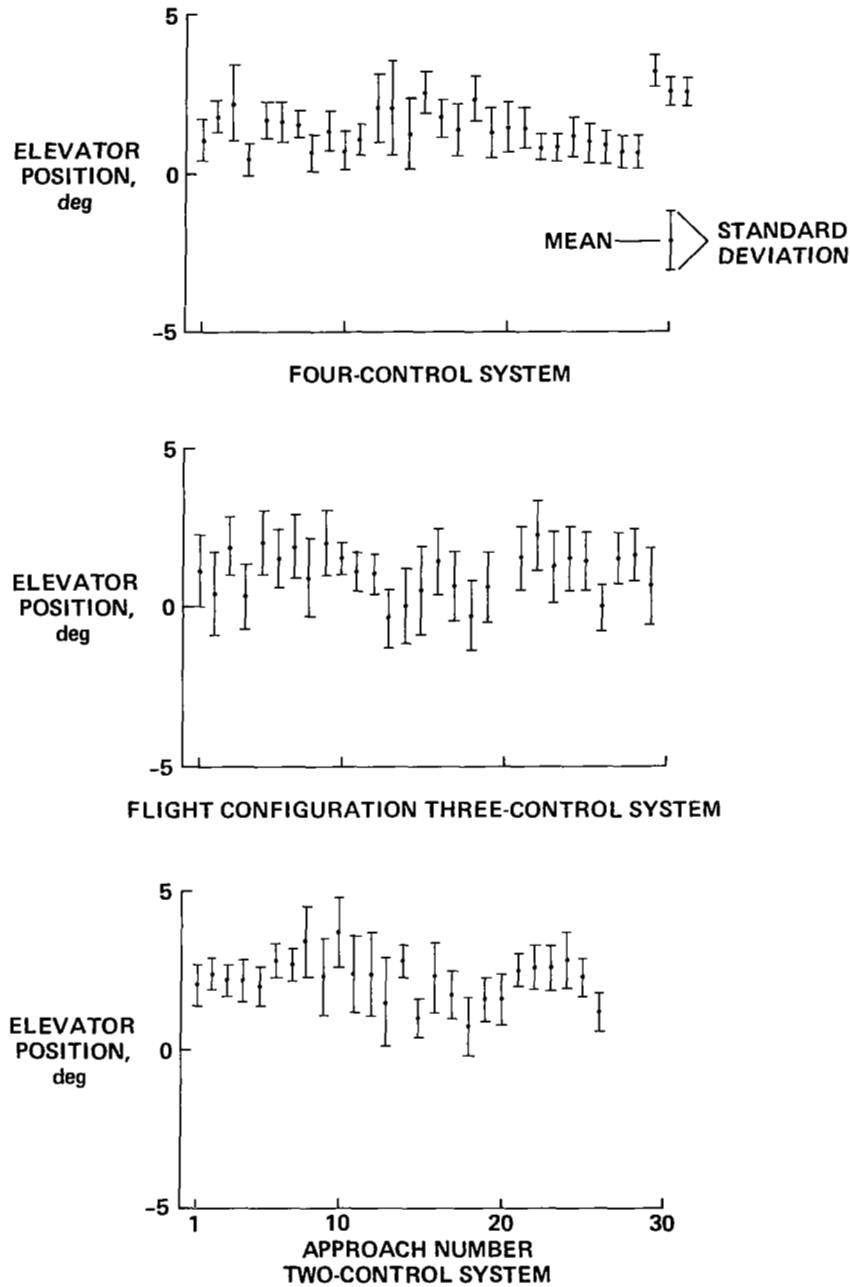 5
ELEVATOR
POSITION,
deg
0
MEAN
STANDARD
DEVIATION
-5
FOUR-CONTROL SYSTEM
5
ELEVATOR
POSITION,
deg
0
-5
FLIGHT CONFIGURATION THREE-CONTROL SYSTEM
5
ELEVATOR
POSITION,
deg
0
-5
1 10 20 30
APPROACH NUMBER
TWO-CONTROL SYSTEM